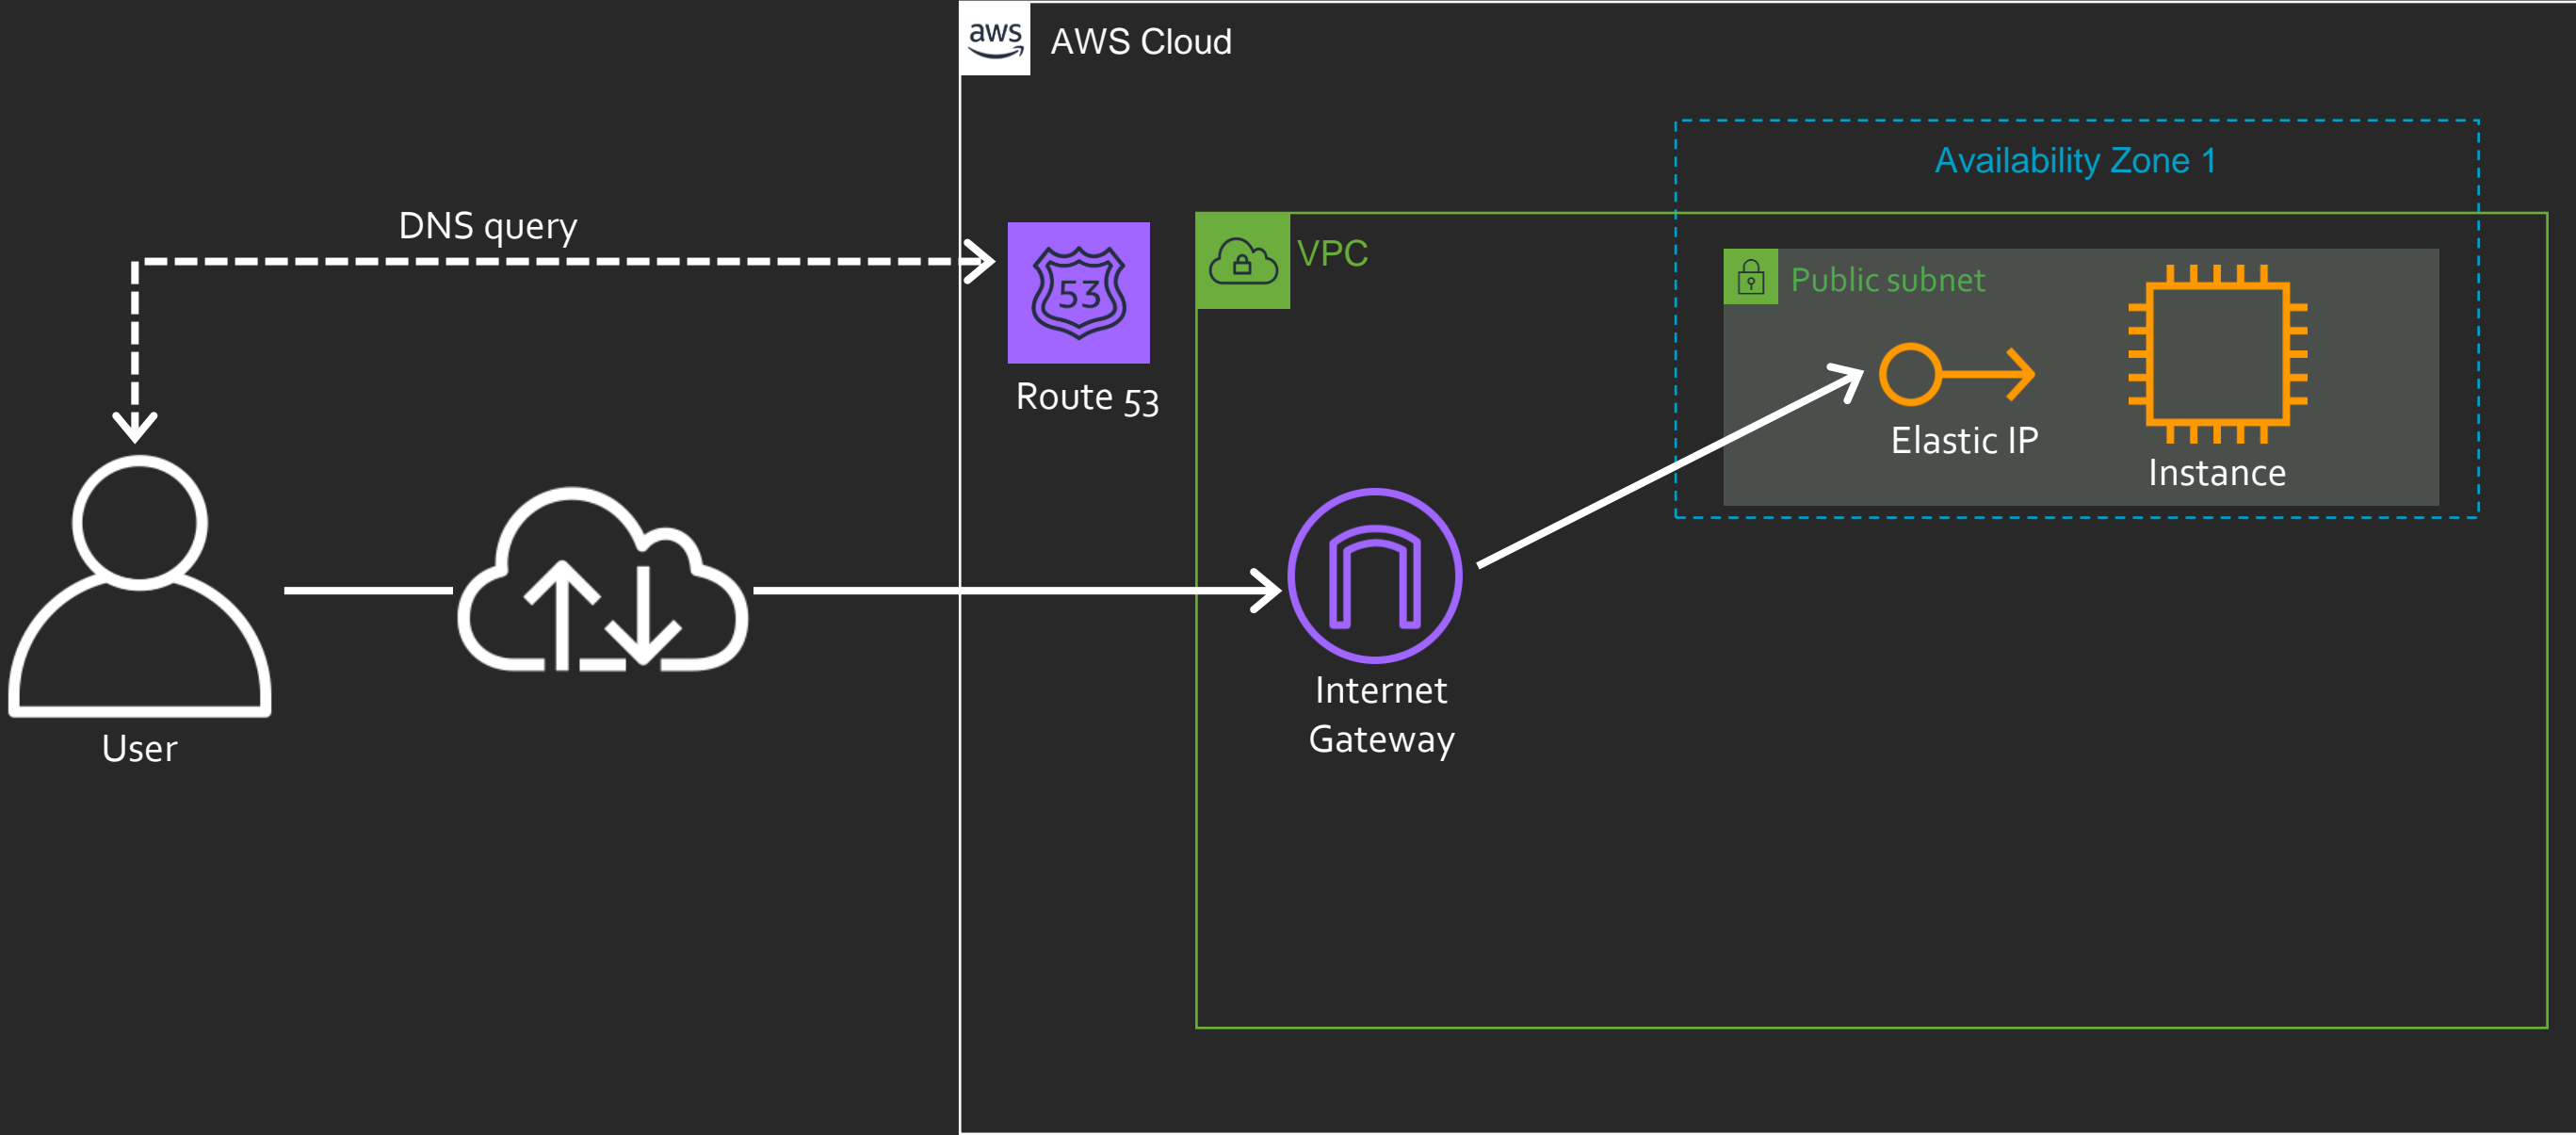 aws
AWS Cloud
Availability Zone 1
DNS query
VPC
Public subnet
53
Route 53
Elastic IP
Instance
Internet
Gateway
User